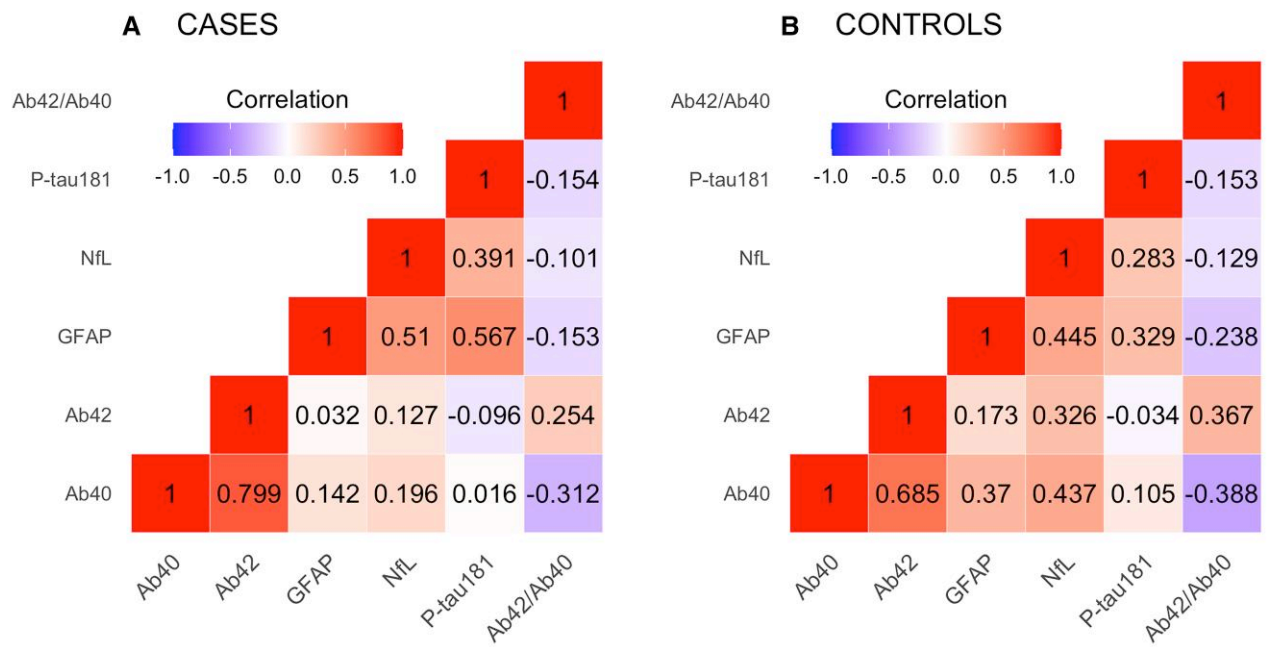 A CASES
Ab42/Ab40 1
Correlation
-1.0 -0.5 0.0 0.5 1.0
P-tau181 1 -0.154
NfL 1 0.391 -0.101
GFAP 1 0.51 0.567 -0.153
Ab42 1 0.032 0.127 -0.096 0.254
Ab40 1 0.799 0.142 0.196 0.016 -0.312
Ab40 Ab42 GFAP NfL P-tau181 Ab42/Ab40
B CONTROLS
Ab42/Ab40 1
Correlation
-1.0 -0.5 0.0 0.5 1.0
P-tau181 1 -0.153
NfL 1 0.283 -0.129
GFAP 1 0.445 0.329 -0.238
Ab42 1 0.173 0.326 -0.034 0.367
Ab40 1 0.685 0.37 0.437 0.105 -0.388
Ab40 Ab42 GFAP NfL P-tau181 Ab42/Ab40